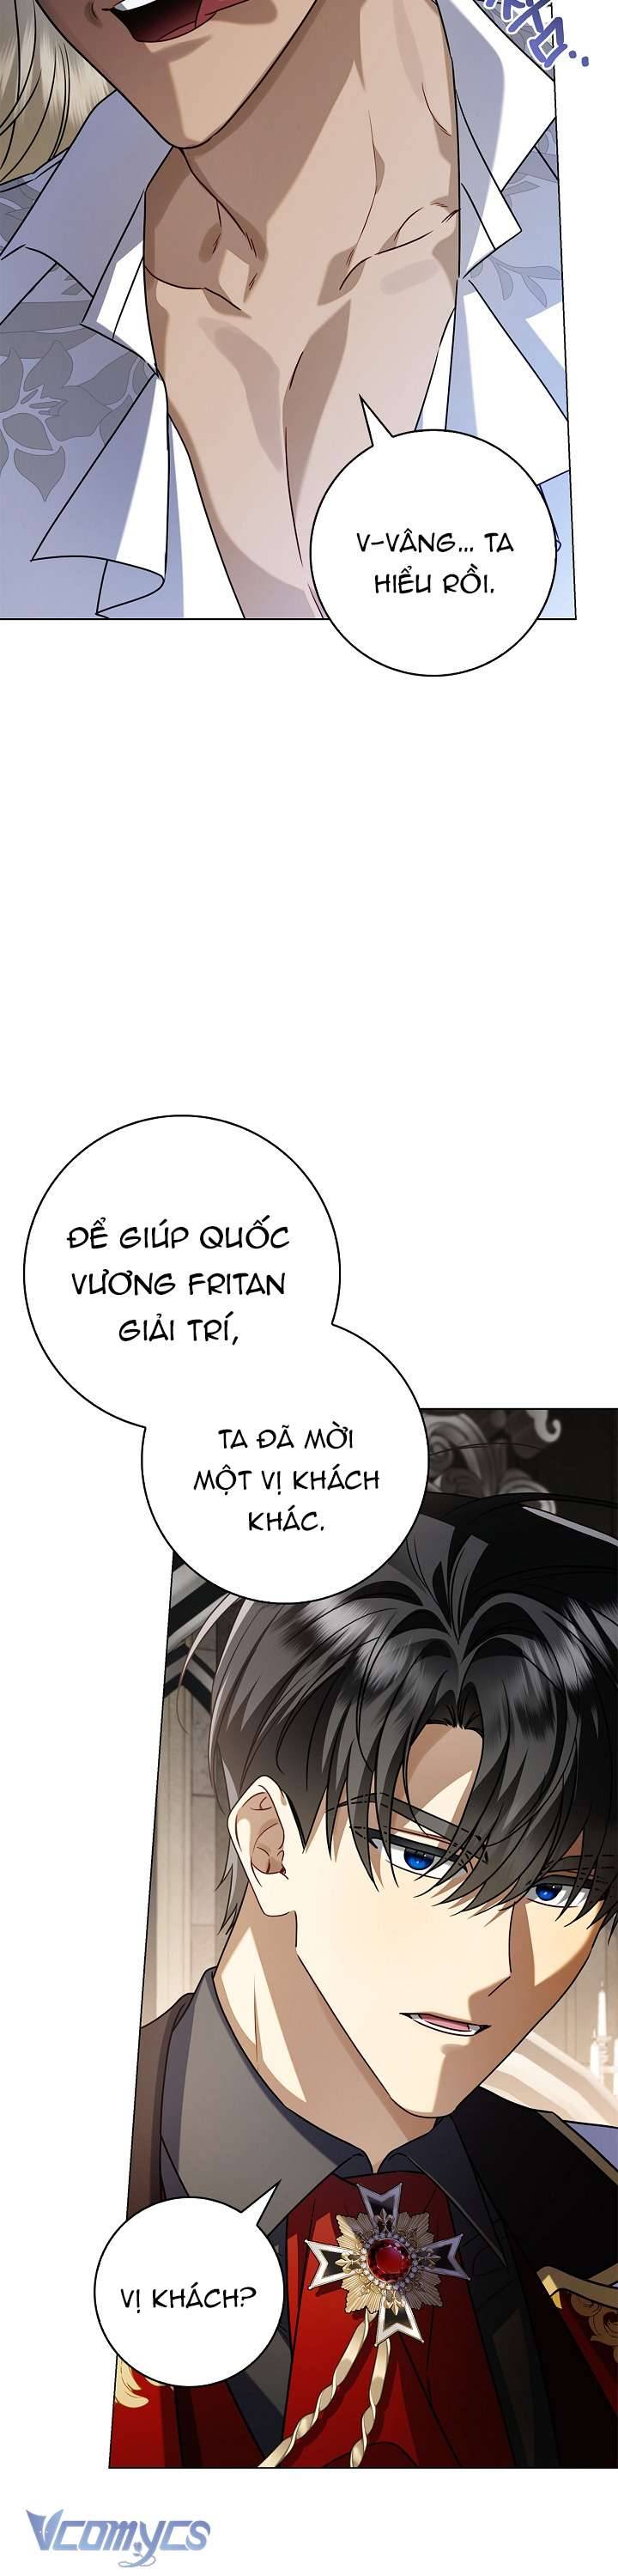 V-VÂNG... TA
HIỂU RỒI.
ĐỂ GIÚP QUỐC
VƯƠNG FRITAN
GIẢI TRÍ,
TA ĐÃ MỜI
MỘT VỊ KHÁCH
KHÁC.
VỊ KHÁCH?
VCOMYCS